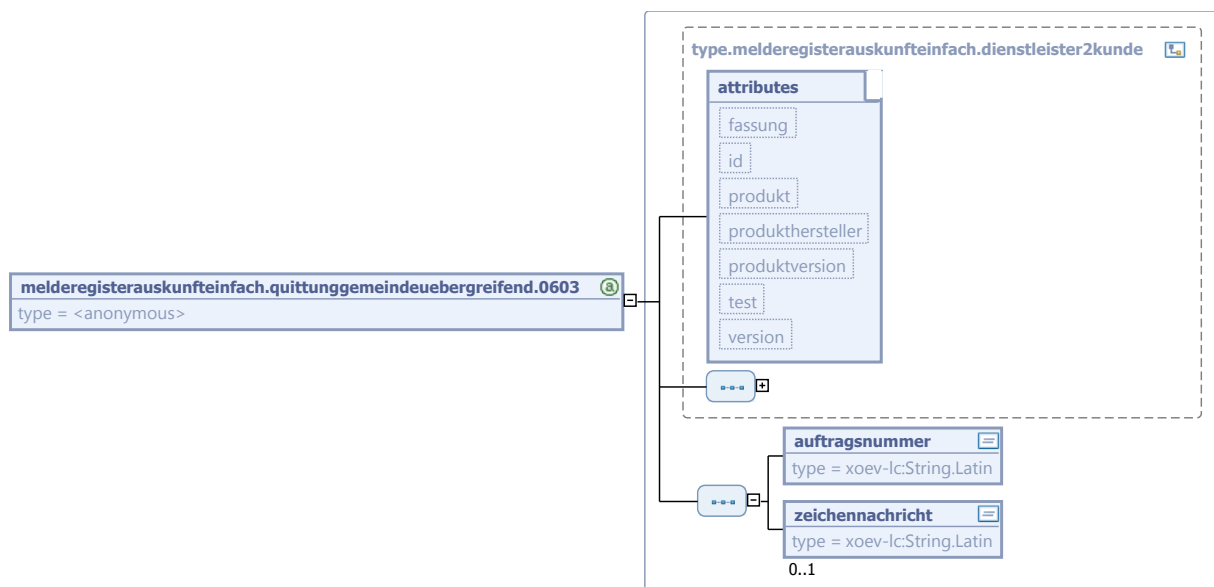 type.melderegisterauskunfteinfach.dienstleister2kunde
attributes
fassung
id
produkt
produkthersteller
produktversion
test
version
melderegisterauskunfteinfach.quittunggemeindeuebergreifend.0603
type = <anonymous>
auftragsnummer
type = xoev-lc:String.Latin
zeichennachricht
type = xoev-lc:String.Latin
0..1